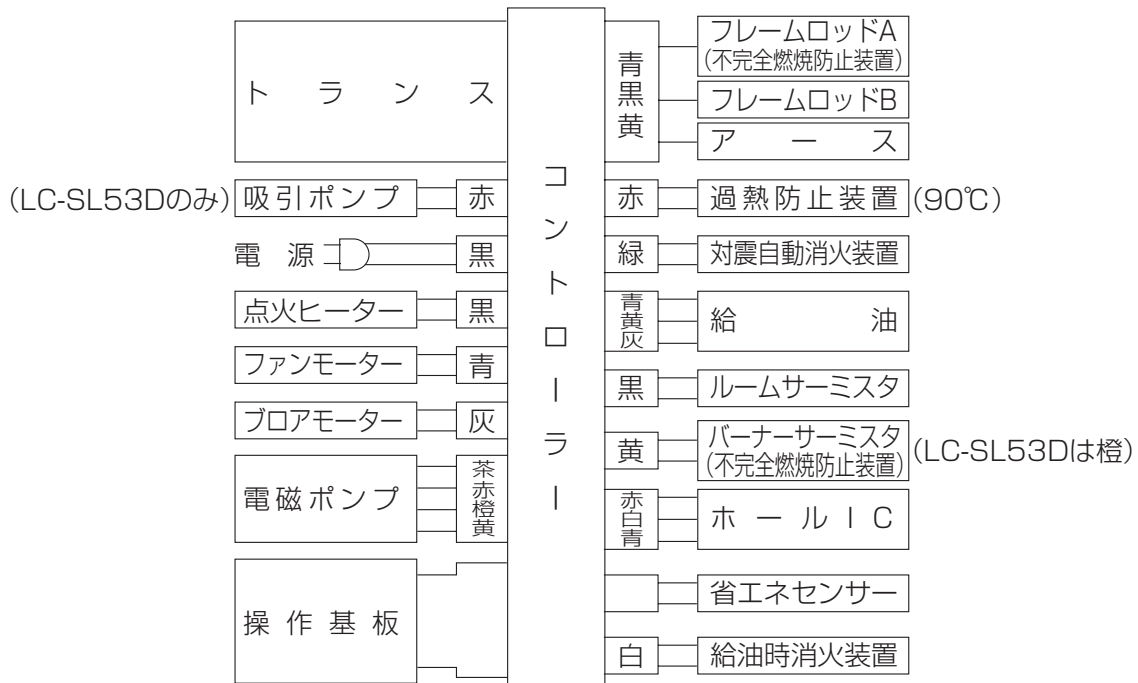 トランス
(LC-SL53Dのみ)
吸引ポンプ
赤
電源
黒
点火ヒーター
黒
ファンモーター
青
ブロアモーター
灰
電磁ポンプ
茶赤橙黄
操作基板
コントローラー
青黒黄
フレームロッドA
(不完全燃焼防止装置)
フレームロッドB
アース
赤
過熱防止装置
(90℃)
緑
対震自動消火装置
青黄灰
給油
黒
ルームサーミスタ
黄
バーナーサーミスタ
(不完全燃焼防止装置)
(LC-SL53Dは橙)
赤白青
ホールIC
省エネセンサー
白
給油時消火装置